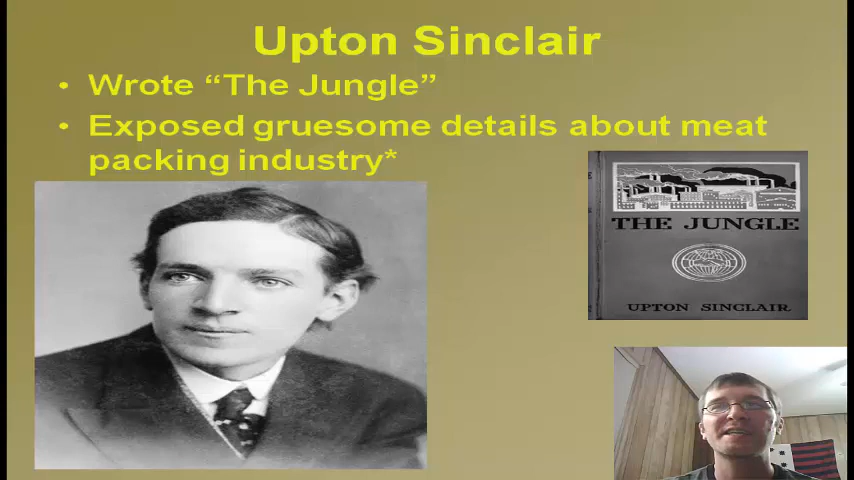 Upton Sinclair
• Wrote “The Jungle”
• Exposed gruesome details about meat
packing industry*
THE JUNGLE
UPTON SINCLAIR